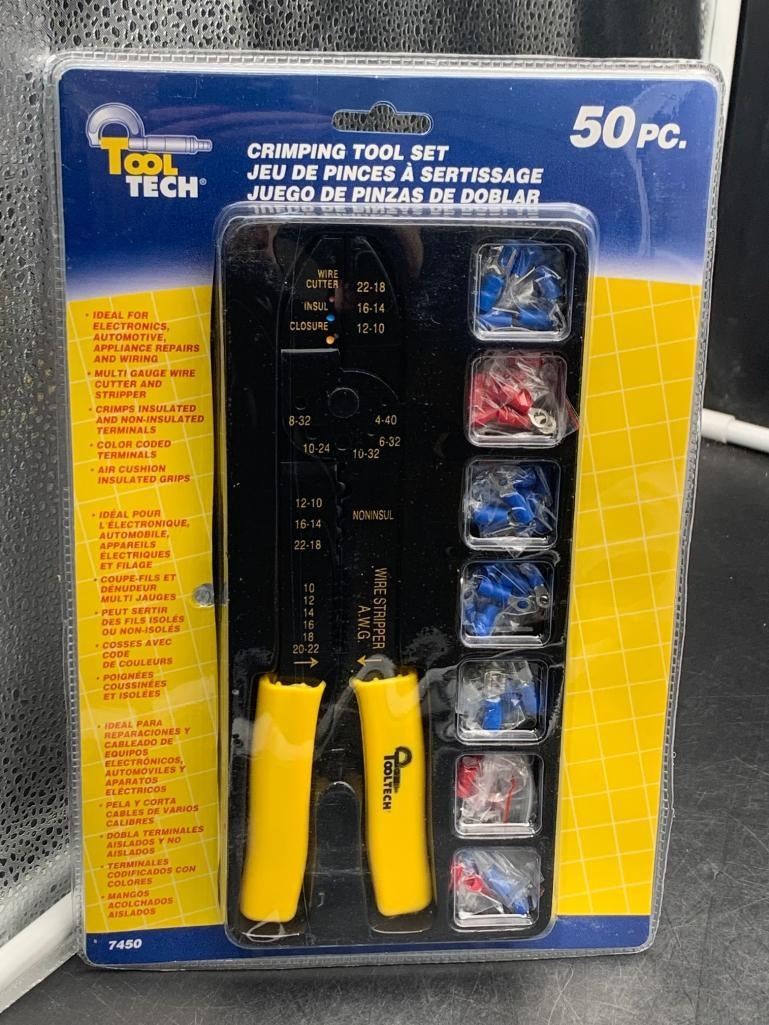 TOOL
TECH®
CRIMPING TOOL SET
JEU DE PINCES À SERTISSAGE
JUEGO DE PINZAS DE DOBLAR
50 PC.
• IDEAL FOR
ELECTRONICS,
AUTOMOTIVE,
APPLIANCE REPAIRS
AND WIRING
• MULTI GAUGE WIRE
CUTTER AND
STRIPPER
• CRIMPS INSULATED
AND NON-INSULATED
TERMINALS
• COLOR CODED
TERMINALS
• AIR CUSHION
INSULATED GRIPS
• IDÉAL POUR
L'ÉLECTRONIQUE,
AUTOMOBILE,
APPAREILS
ÉLECTRIQUES
ET FILAGE
• COUPE-FILS ET
DÉNUDEUR
MULTI JAUGES
• PEUT SERTIR
DES FILS ISOLÉS
OU NON-ISOLÉS
• COSSES AVEC
CODE
DE COULEURS
• POIGNÉES
COUSSINÉES
ET ISOLÉES
• IDEAL PARA
REPARACIONES Y
CABLEADO DE
EQUIPOS
ELECTRÓNICOS,
AUTOMÓVILES Y
APARATOS
ELÉCTRICOS
• PELA Y CORTA
CABLES DE VARIOS
CALIBRES
• DOBLA TERMINALES
AISLADOS Y NO
AISLADOS
• TERMINALES
CODIFICADOS CON
COLORES
• MANGOS
ACOLCHADOS
AISLADOS
7450
WIRE
CUTTER
INSUL
CLOSURE
22-18
16-14
12-10
8-32
4-40
10-24
6-32
10-32
12-10
16-14
22-18
NONINSUL
10
12
14
16
18
20-22
WIRE STRIPPER
A.W.G.
TOOLTECH